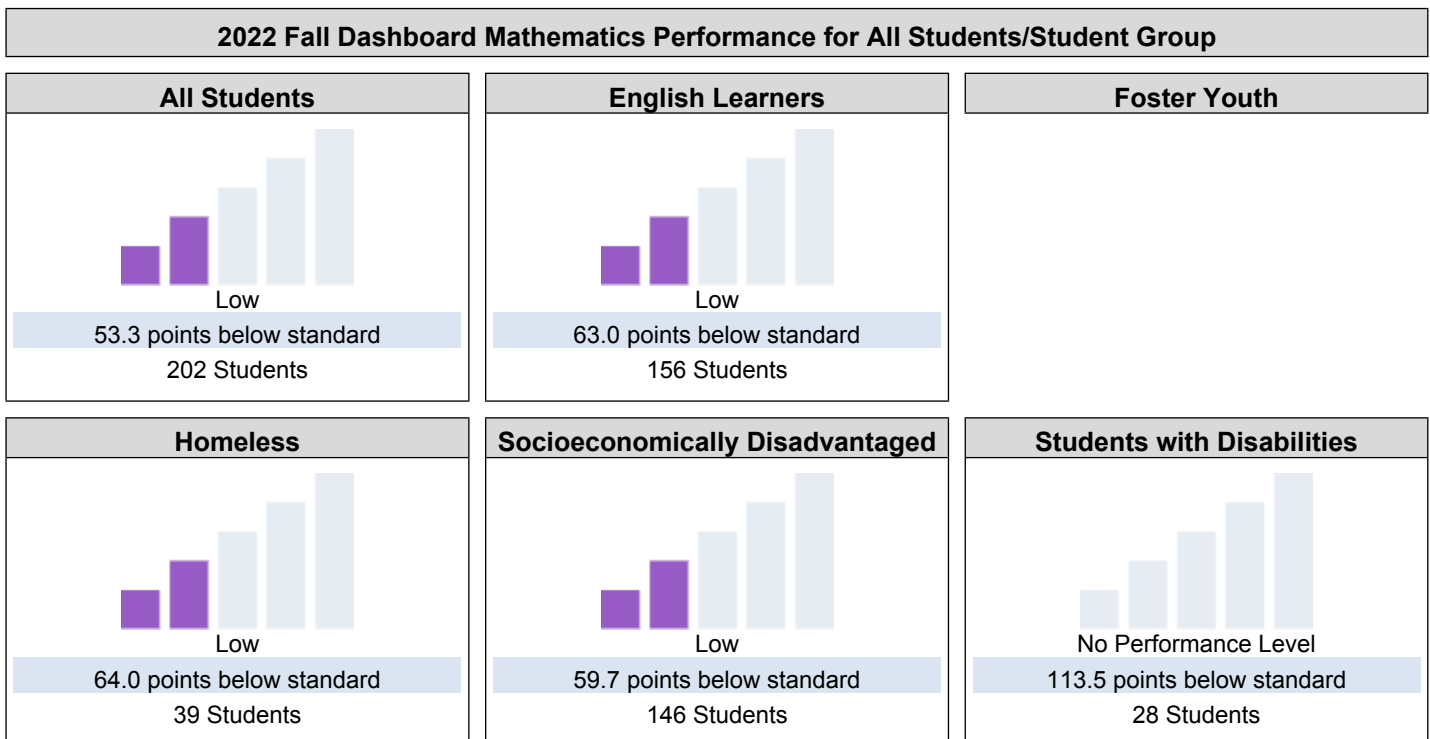 2022 Fall Dashboard Mathematics Performance for All Students/Student Group
All Students
Low
53.3 points below standard
202 Students
English Learners
Low
63.0 points below standard
156 Students
Foster Youth
Homeless
Low
64.0 points below standard
39 Students
Socioeconomically Disadvantaged
Low
59.7 points below standard
146 Students
Students with Disabilities
No Performance Level
113.5 points below standard
28 Students